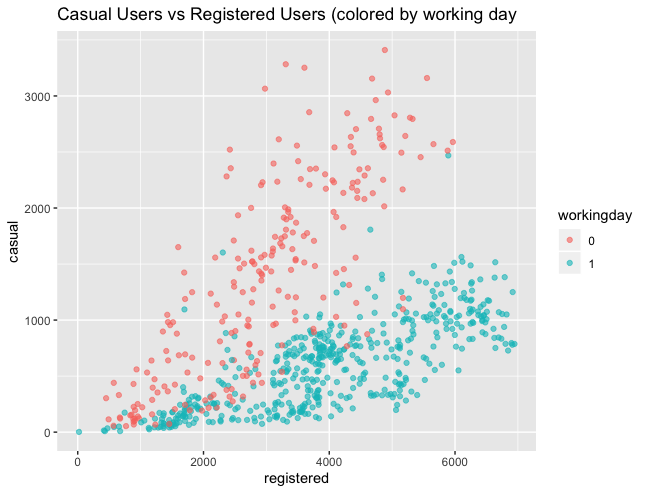 Casual Users vs Registered Users (colored by working day
3000
2000
1000
0
casual
0
2000
4000
6000
registered
workingday
0
1